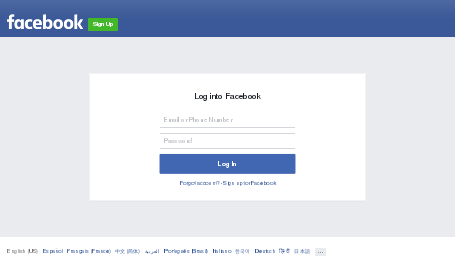 facebook
Sign Up
Log into Facebook
Email or Phone Number
Password
Log In
Forgot account? · Sign up for Facebook
English (US) Español Français (France) 中文 (简体) العربية Português (Brasil) Italiano 한국어 Deutsch हिन्दी 日本語 ...